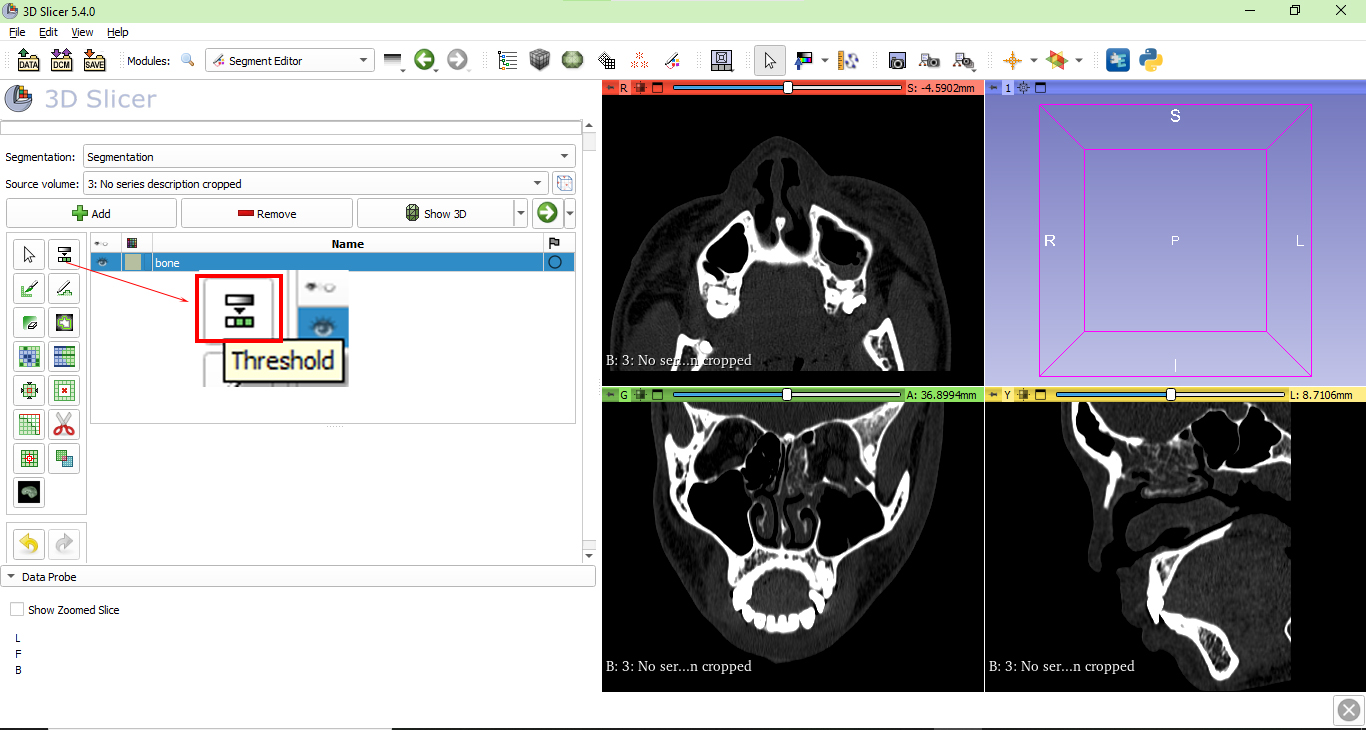 3D Slicer 5.4.0
File Edit View Help
DATA DCM SAVE Modules: Segment Editor
3D Slicer
Segmentation: Segmentation
Source volume: 3: No series description cropped
Add Remove Show 3D
Name
bone
Threshold
Data Probe
Show Zoomed Slice
L
F
B
R S: -4.5902mm
B: 3: No ser...n cropped
1
S
R P L
I
G A: 36.8994mm
B: 3: No ser...n cropped
Y L: 8.7106mm
B: 3: No ser...n cropped